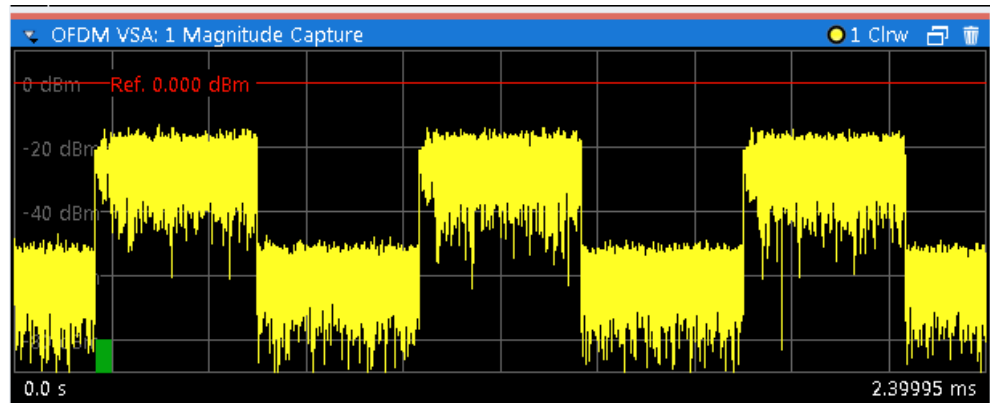 OFDM VSA: 1 Magnitude Capture 1 Clrw
0 dBm Ref. 0.000 dBm
-20 dBm
-40 dBm
0.0 s 2.39995 ms